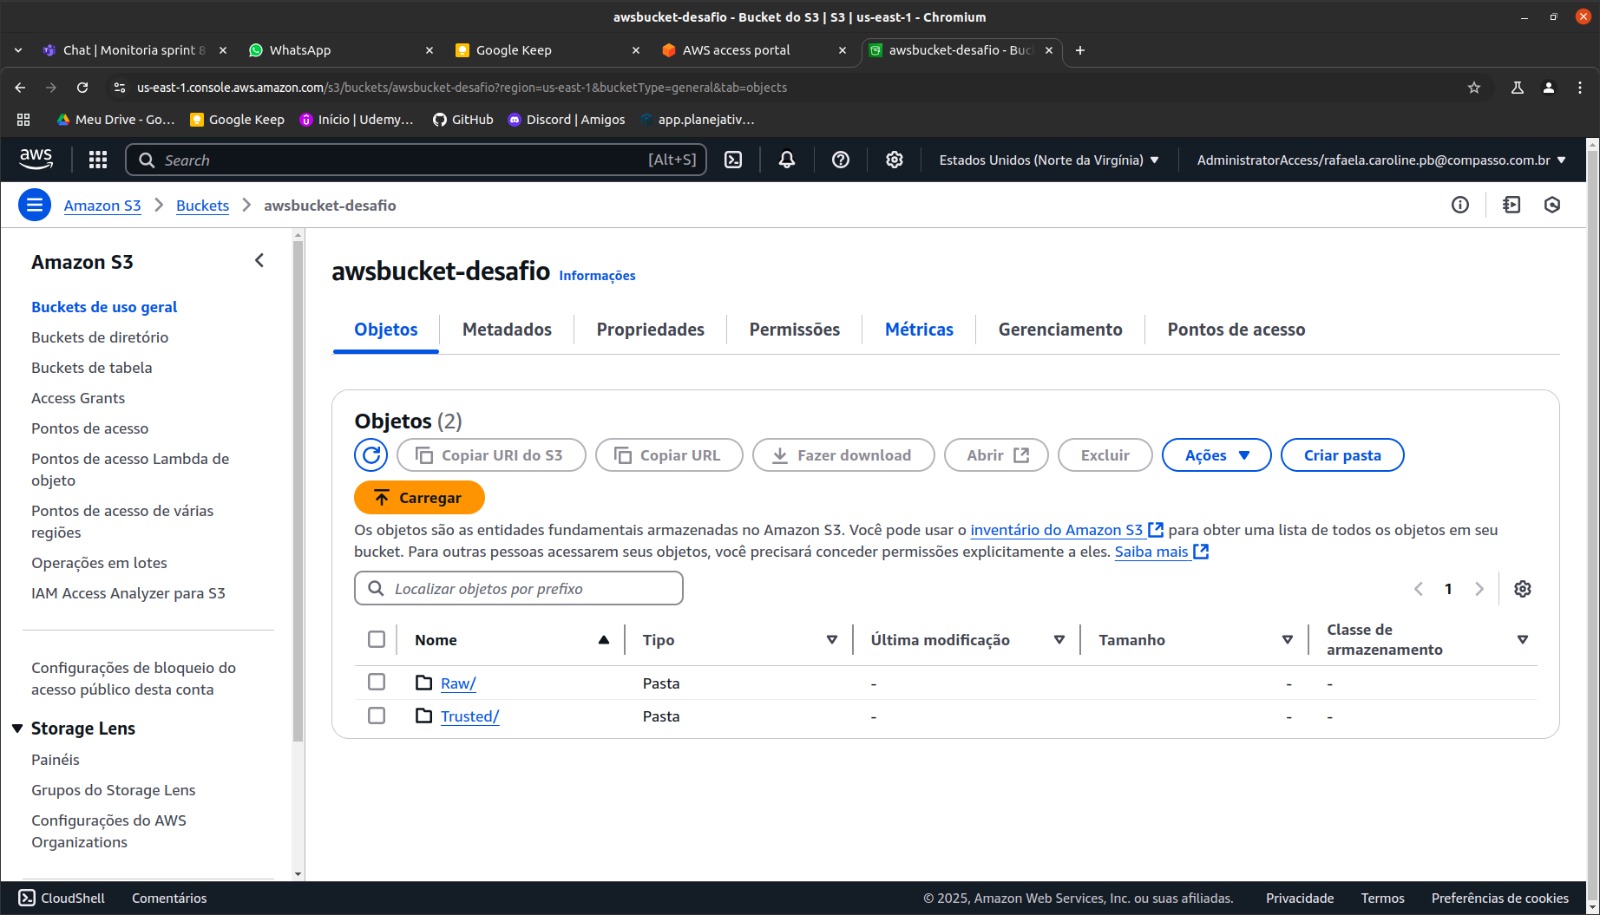 awsbucket-desafio - Bucket do S3 | S3 | us-east-1 - Chromium
Chat | Monitoria sprint 8
WhatsApp
Google Keep
AWS access portal
awsbucket-desafio - Buc
us-east-1.console.aws.amazon.com/s3/buckets/awsbucket-desafio?region=us-east-1&bucketType=general&tab=objects
Meu Drive - Go...
Google Keep
Início | Udemy...
GitHub
Discord | Amigos
app.planejativ...
aws
Search
[Alt+S]
Estados Unidos (Norte da Virgínia)
AdministratorAccess/rafaela.caroline.pb@compasso.com.br
Amazon S3
Buckets
awsbucket-desafio
Amazon S3
Buckets de uso geral
Buckets de diretório
Buckets de tabela
Access Grants
Pontos de acesso
Pontos de acesso Lambda de
objeto
Pontos de acesso de várias
regiões
Operações em lotes
IAM Access Analyzer para S3
Configurações de bloqueio do
acesso público desta conta
Storage Lens
Painéis
Grupos do Storage Lens
Configurações do AWS
Organizations
awsbucket-desafio
Informações
Objetos
Metadados
Propriedades
Permissões
Métricas
Gerenciamento
Pontos de acesso
Objetos (2)
Copiar URI do S3
Copiar URL
Fazer download
Abrir
Excluir
Ações
Criar pasta
Carregar
Os objetos são as entidades fundamentais armazenadas no Amazon S3. Você pode usar o inventário do Amazon S3 para obter uma lista de todos os objetos em seu
bucket. Para outras pessoas acessarem seus objetos, você precisará conceder permissões explicitamente a eles. Saiba mais
Localizar objetos por prefixo
1
Nome
Tipo
Última modificação
Tamanho
Classe de
armazenamento
Raw/
Pasta
-
-
-
Trusted/
Pasta
-
-
-
CloudShell
Comentários
© 2025, Amazon Web Services, Inc. ou suas afiliadas.
Privacidade
Termos
Preferências de cookies